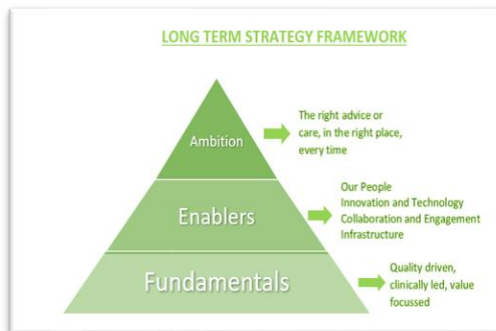 LONG TERM STRATEGY FRAMEWORK
Ambition
The right advice or
care, in the right place,
every time
Enablers
Our People
Innovation and Technology
Collaboration and Engagement
Infrastructure
Fundamentals
Quality driven,
clinically led, value
focussed